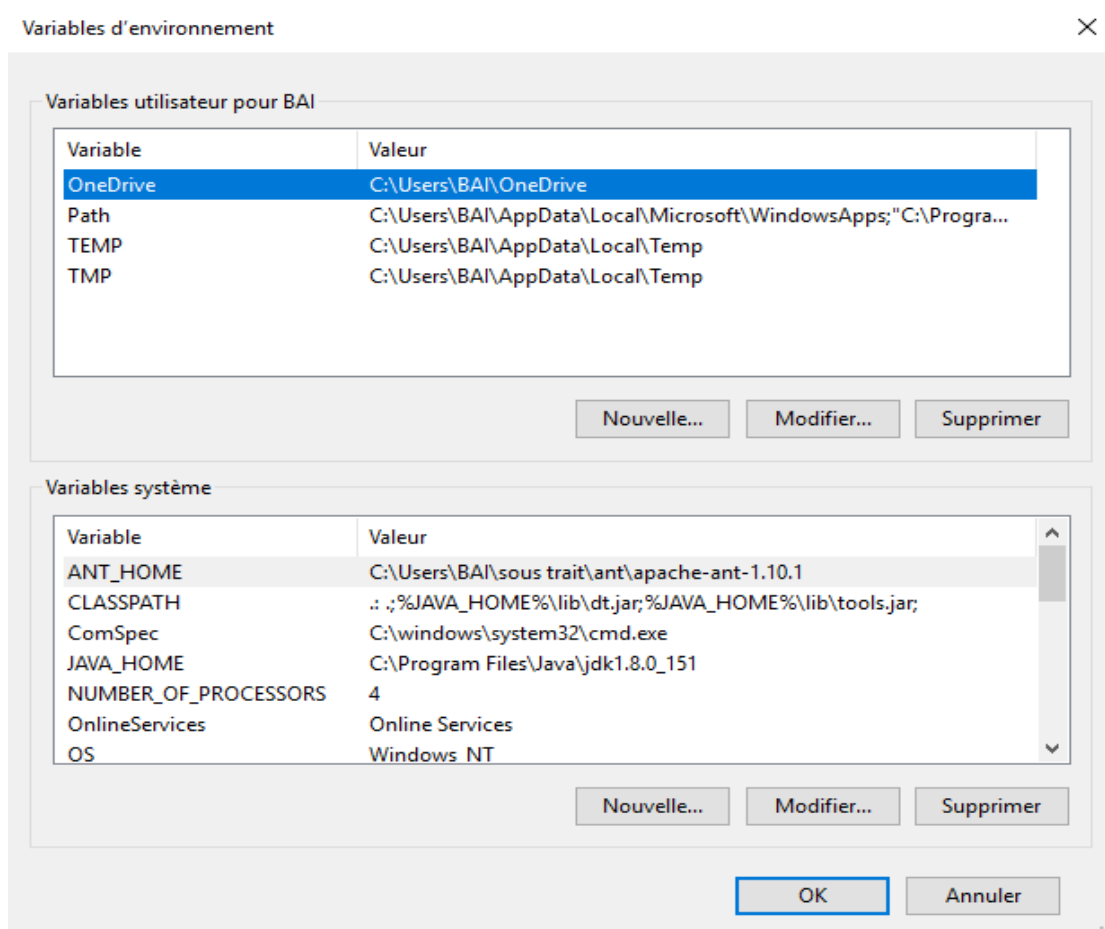 Variables d'environnement
Variables utilisateur pour BAI
Variable Valeur
OneDrive C:\Users\BAI\OneDrive
Path C:\Users\BAI\AppData\Local\Microsoft\WindowsApps;"C:\Progra...
TEMP C:\Users\BAI\AppData\Local\Temp
TMP C:\Users\BAI\AppData\Local\Temp
Nouvelle... Modifier... Supprimer
Variables système
Variable Valeur
ANT_HOME C:\Users\BAI\sous trait\ant\apache-ant-1.10.1
CLASSPATH .: .;%JAVA_HOME%\lib\dt.jar;%JAVA_HOME%\lib\tools.jar;
ComSpec C:\windows\system32\cmd.exe
JAVA_HOME C:\Program Files\Java\jdk1.8.0_151
NUMBER_OF_PROCESSORS 4
OnlineServices Online Services
OS Windows_NT
Nouvelle... Modifier... Supprimer
OK Annuler